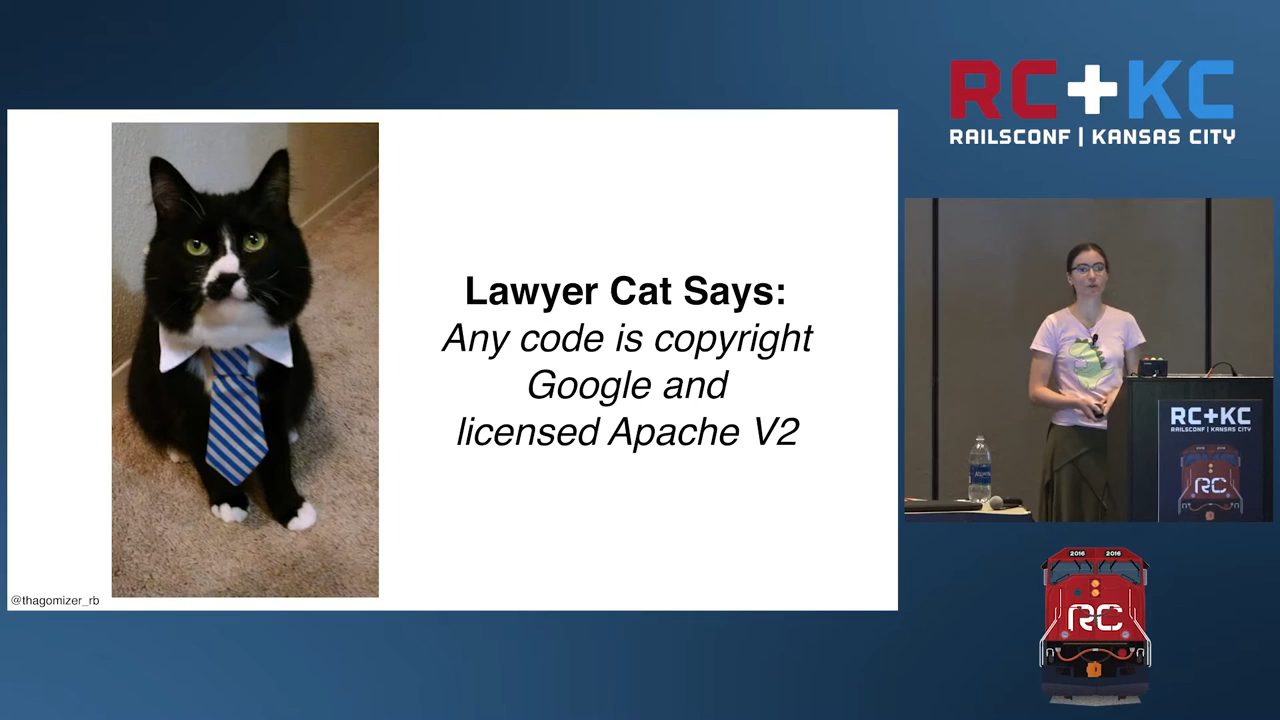 RC+KC
RAILSCONF | KANSAS CITY
Lawyer Cat Says:
Any code is copyright
Google and
licensed Apache V2
@thagomizer_rb
RC+KC
RAILSCONF | KANSAS CITY
RC
2016 2016
RC